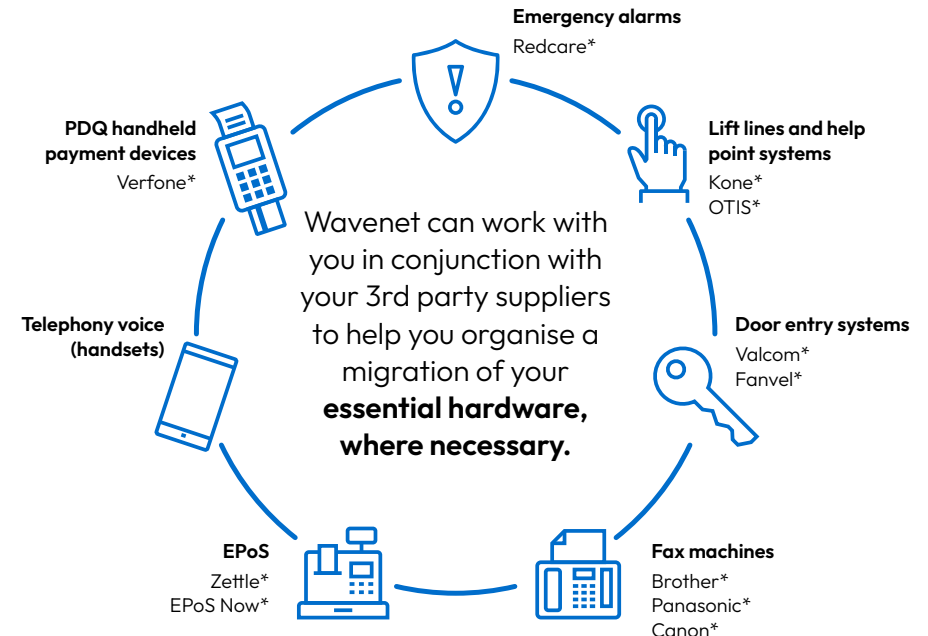 Emergency alarms
Redcare*
PDQ handheld
payment devices
Verfone*
Lift lines and help
point systems
Kone*
OTIS*
Wavenet can work with
you in conjunction with
your 3rd party suppliers
to help you organise a
migration of your
essential hardware,
where necessary.
Telephony voice
(handsets)
Door entry systems
Valcom*
Fanvel*
EPoS
Zettle*
EPoS Now*
Fax machines
Brother*
Panasonic*
Canon*